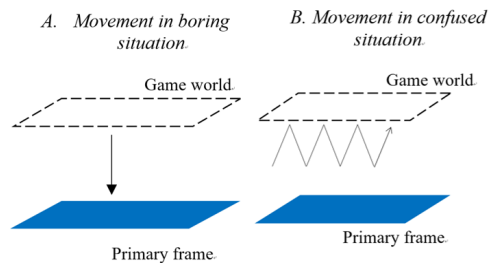 A. Movement in boring
situation
Game world
Primary frame
B. Movement in confused
situation
Game world
Primary frame